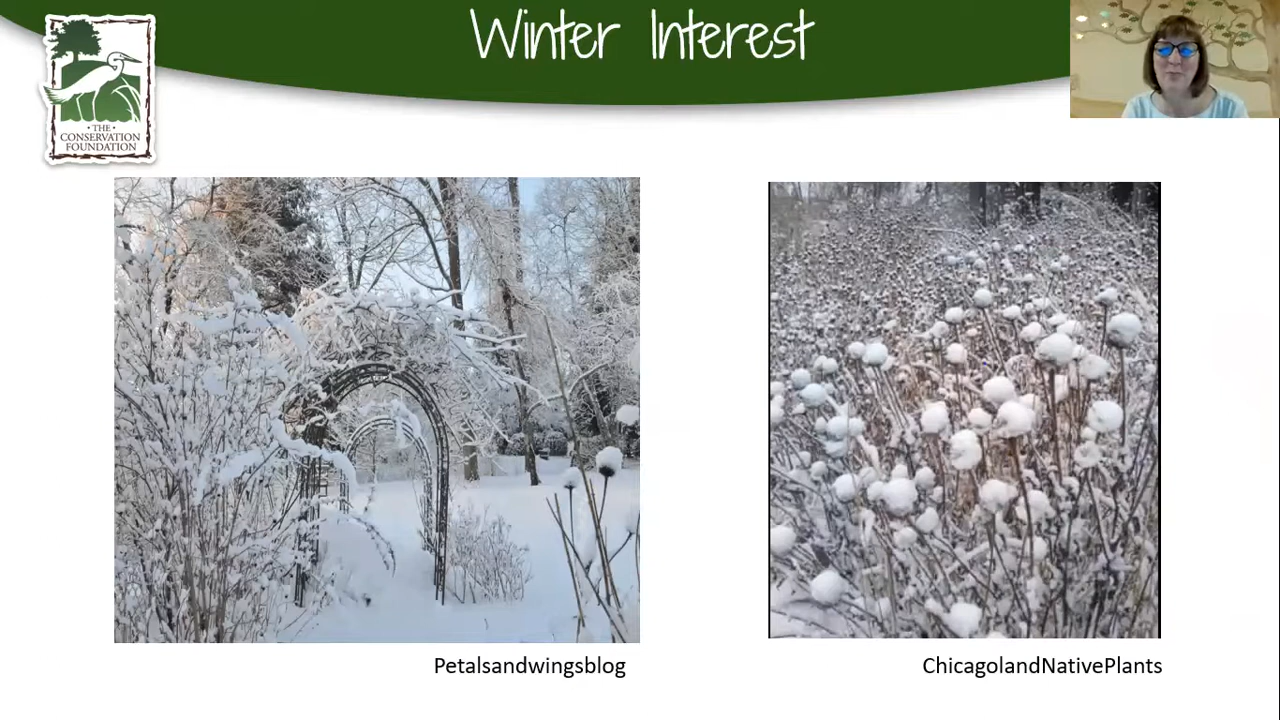 Winter Interest
• THE •
CONSERVATION
FOUNDATION
Petalsandwingsblog
ChicagolandNativePlants